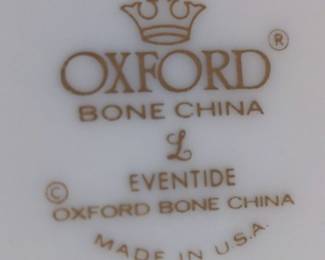 OXFORD ®
BONE CHINA
L
EVENTIDE
© OXFORD BONE CHINA
MADE IN U.S.A.